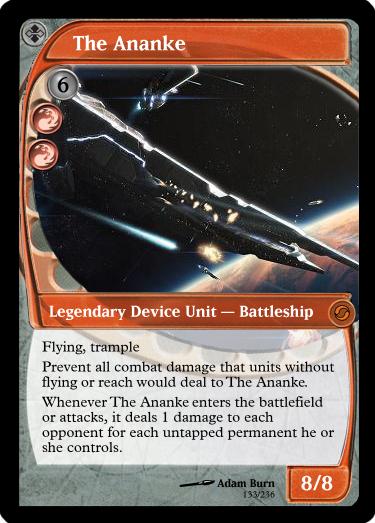 The Ananke
6
Legendary Device Unit — Battleship
Flying, trample
Prevent all combat damage that units without
flying or reach would deal to The Ananke.
Whenever The Ananke enters the battlefield
or attacks, it deals 1 damage to each
opponent for each untapped permanent he or
she controls.
Adam Burn
133/236
8/8